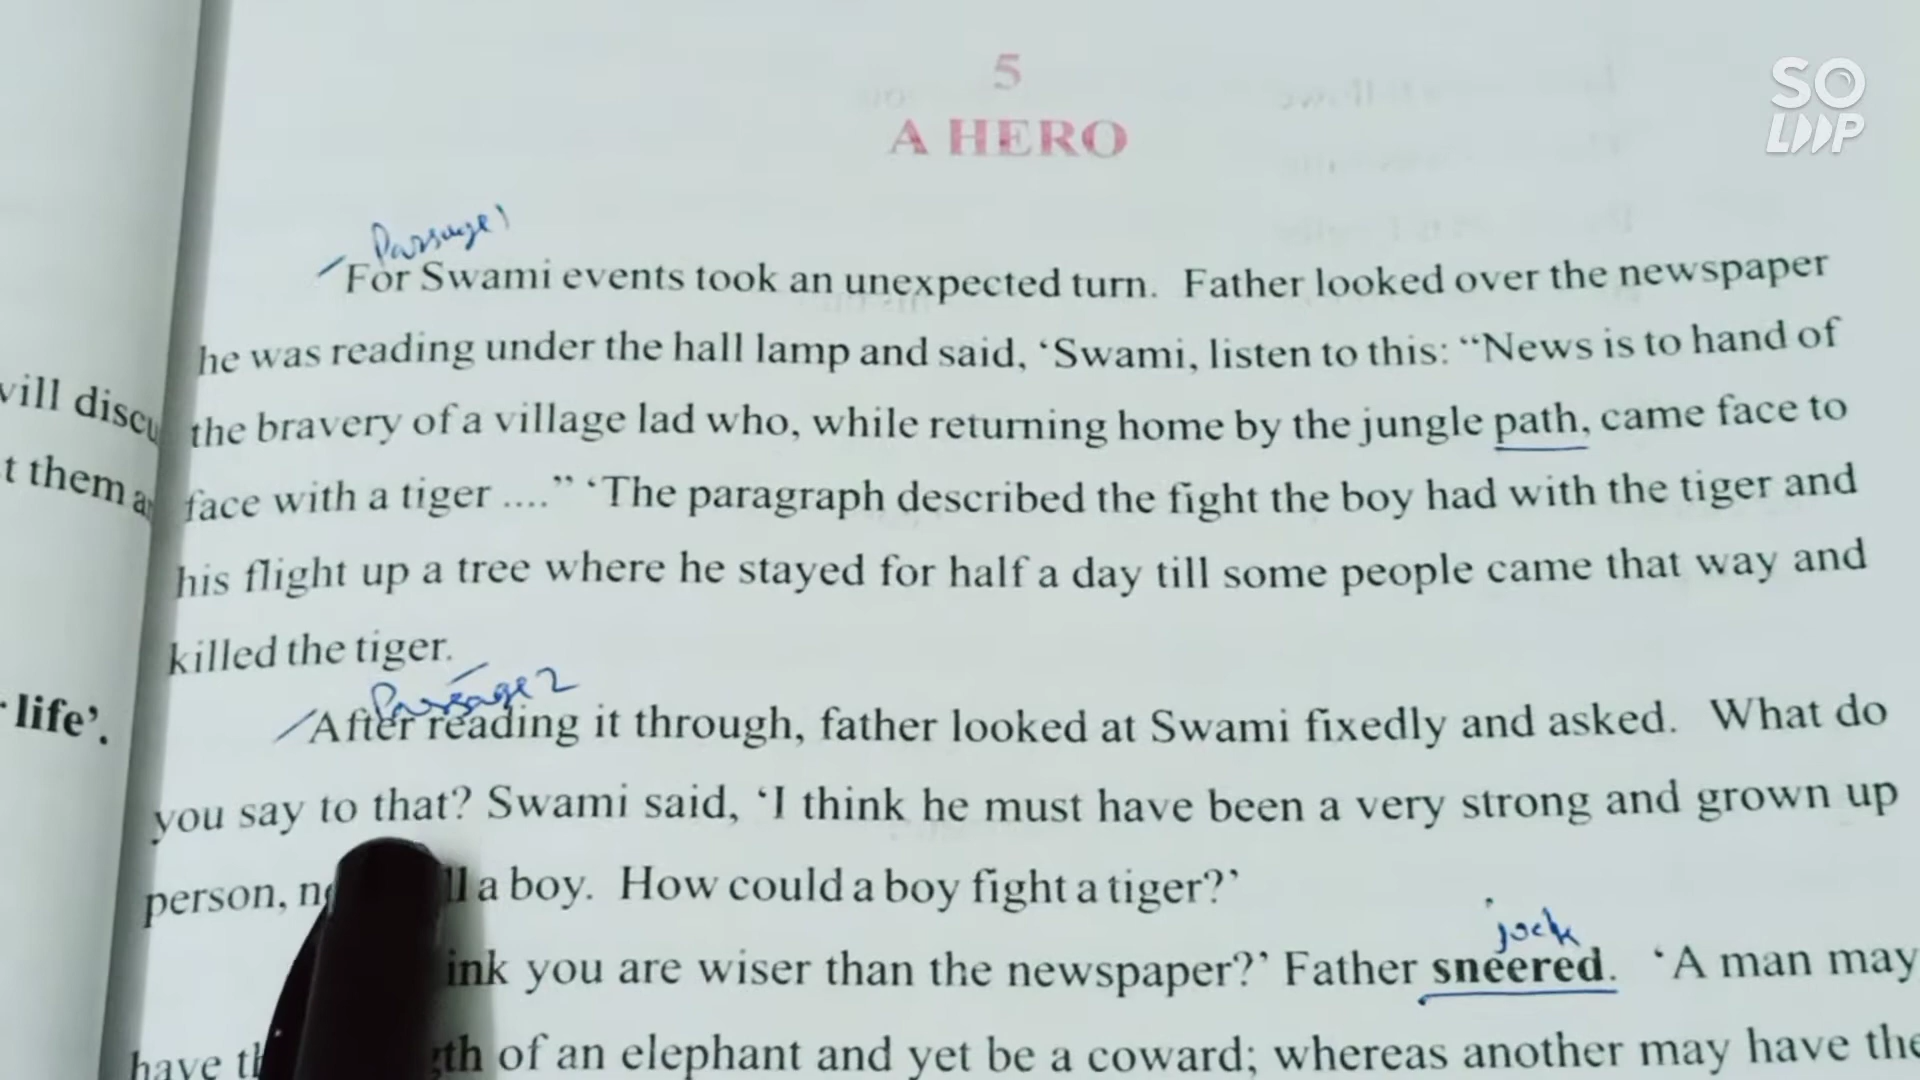 5
A HERO
SO
LOOP
Passage 1
For Swami events took an unexpected turn. Father looked over the newspaper
he was reading under the hall lamp and said, ‘Swami, listen to this: “News is to hand of
the bravery of a village lad who, while returning home by the jungle path, came face to
face with a tiger ....” ‘The paragraph described the fight the boy had with the tiger and
his flight up a tree where he stayed for half a day till some people came that way and
killed the tiger.
Passage 2
After reading it through, father looked at Swami fixedly and asked. What do
you say to that? Swami said, ‘I think he must have been a very strong and grown up
person, a boy. How could a boy fight a tiger?’
jock
you are wiser than the newspaper?’ Father sneered. ‘A man may
have of an elephant and yet be a coward; whereas another may have the
will
them
life’.